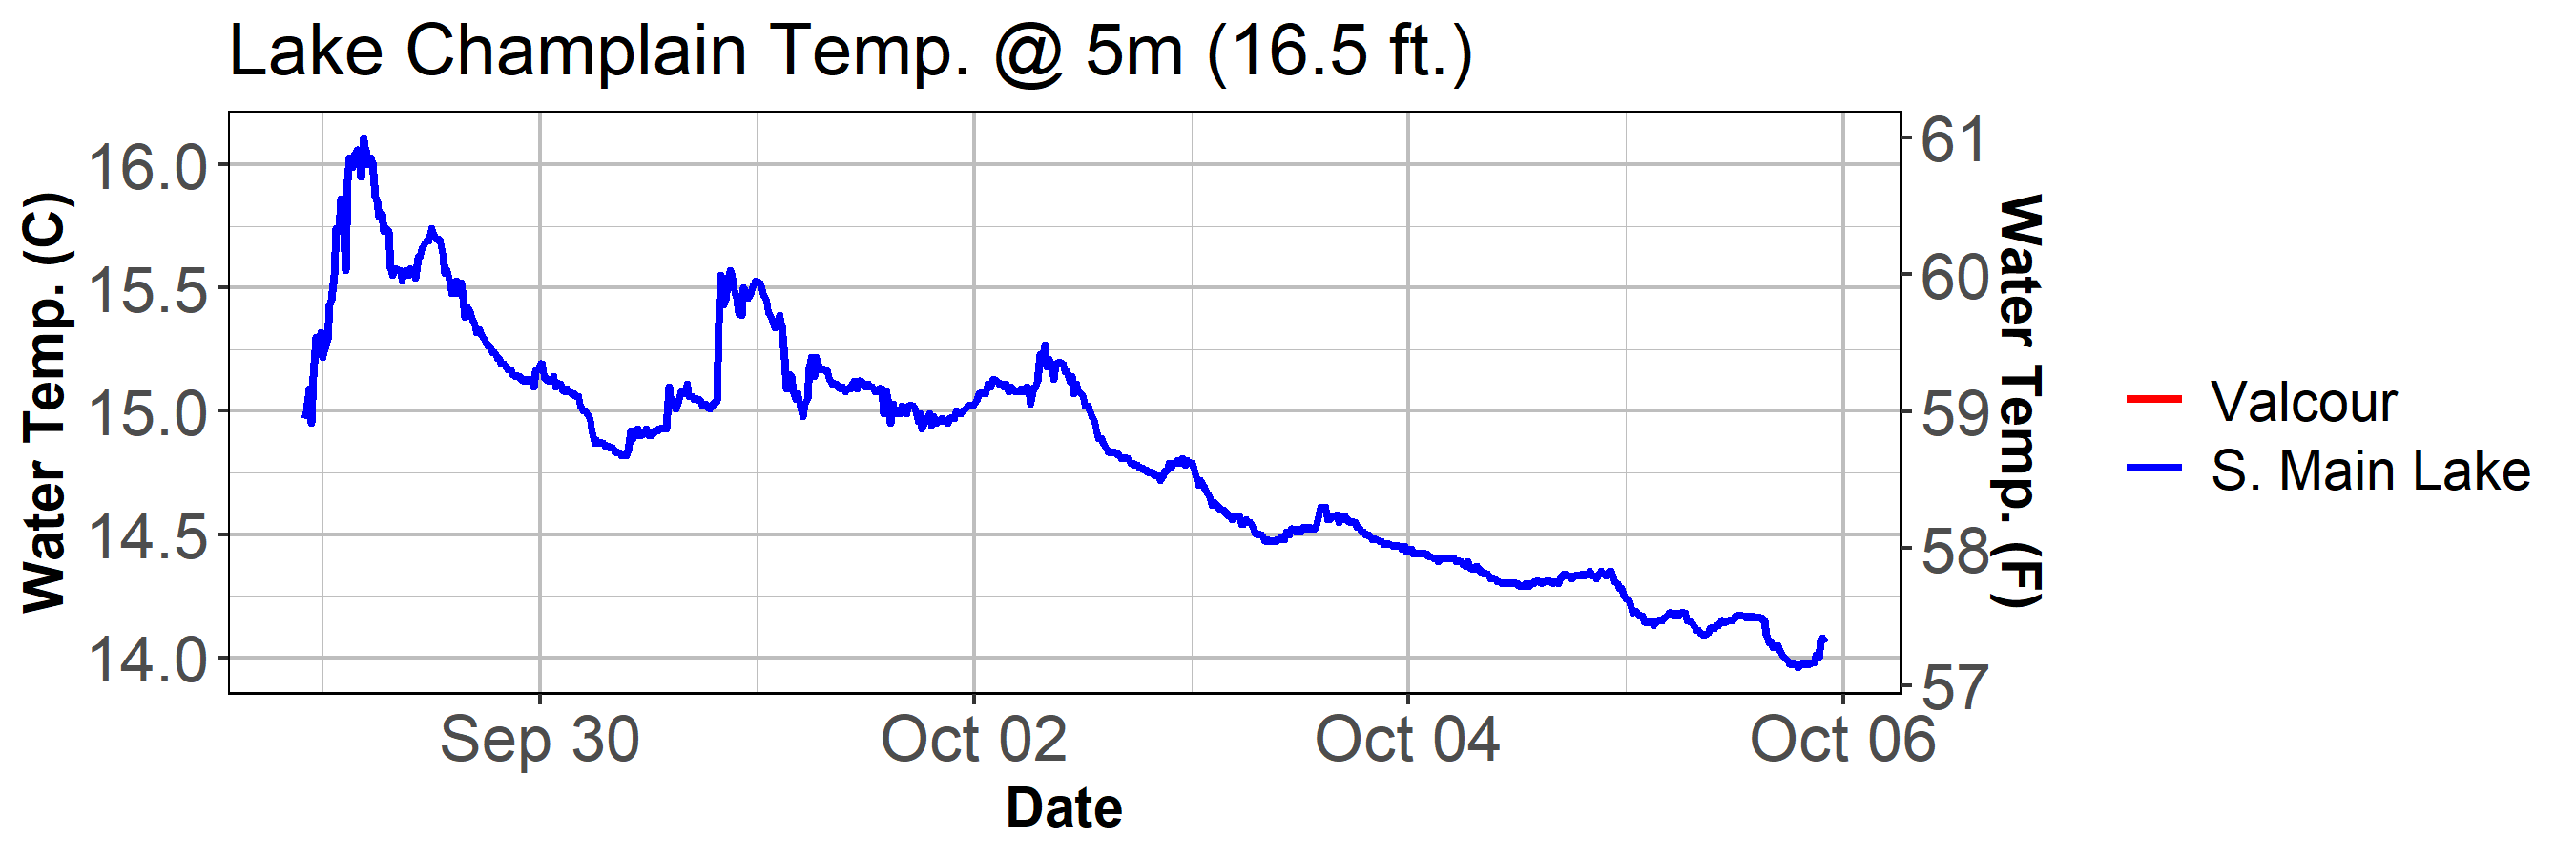 Lake Champlain Temp. @ 5m (16.5 ft.)
Water Temp. (C)
16.0
15.5
15.0
14.5
14.0
61
60
59
58
57
Water Temp. (F)
Sep 30
Oct 02
Oct 04
Oct 06
Date
Valcour
S. Main Lake